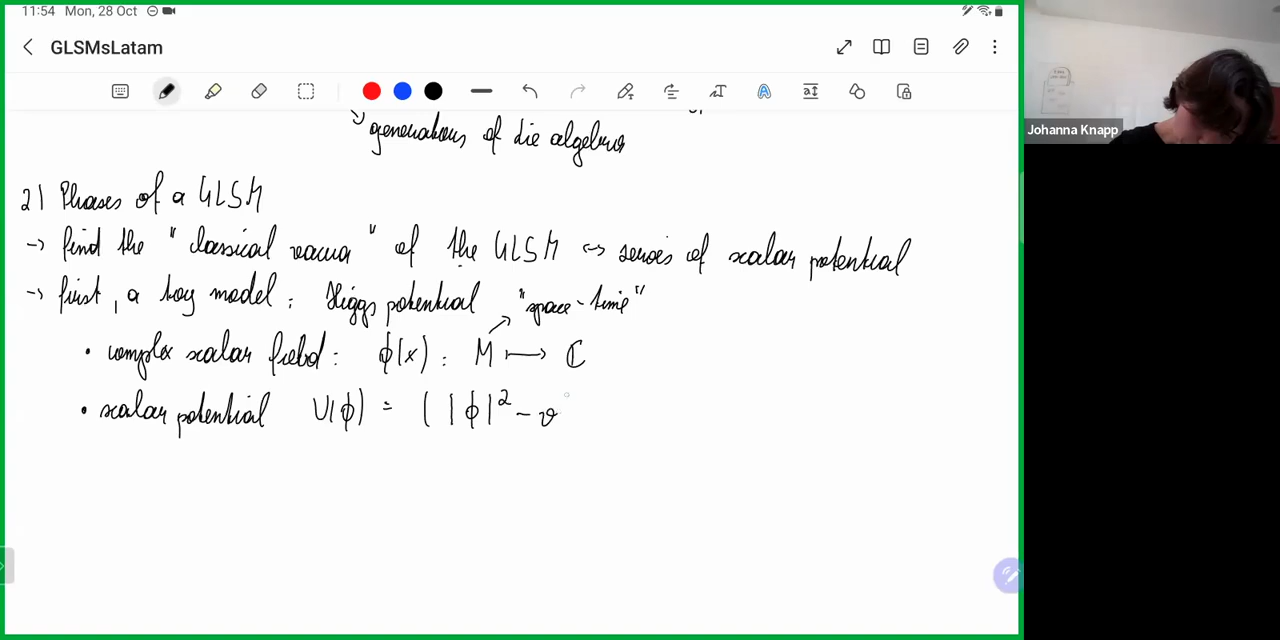 11:54 Mon, 28 Oct
GLSMsLatam
Johanna Knapp
generators of Lie algebra
2) Phases of a GLSM
→ find the "classical vacua" of the GLSM ↔ zeroes of scalar potential
→ first, a toy model: Higgs potential "space-time"
• complex scalar field: ϕ(x): M ⟼ ℂ
• scalar potential U(ϕ) = ( |ϕ|² - v